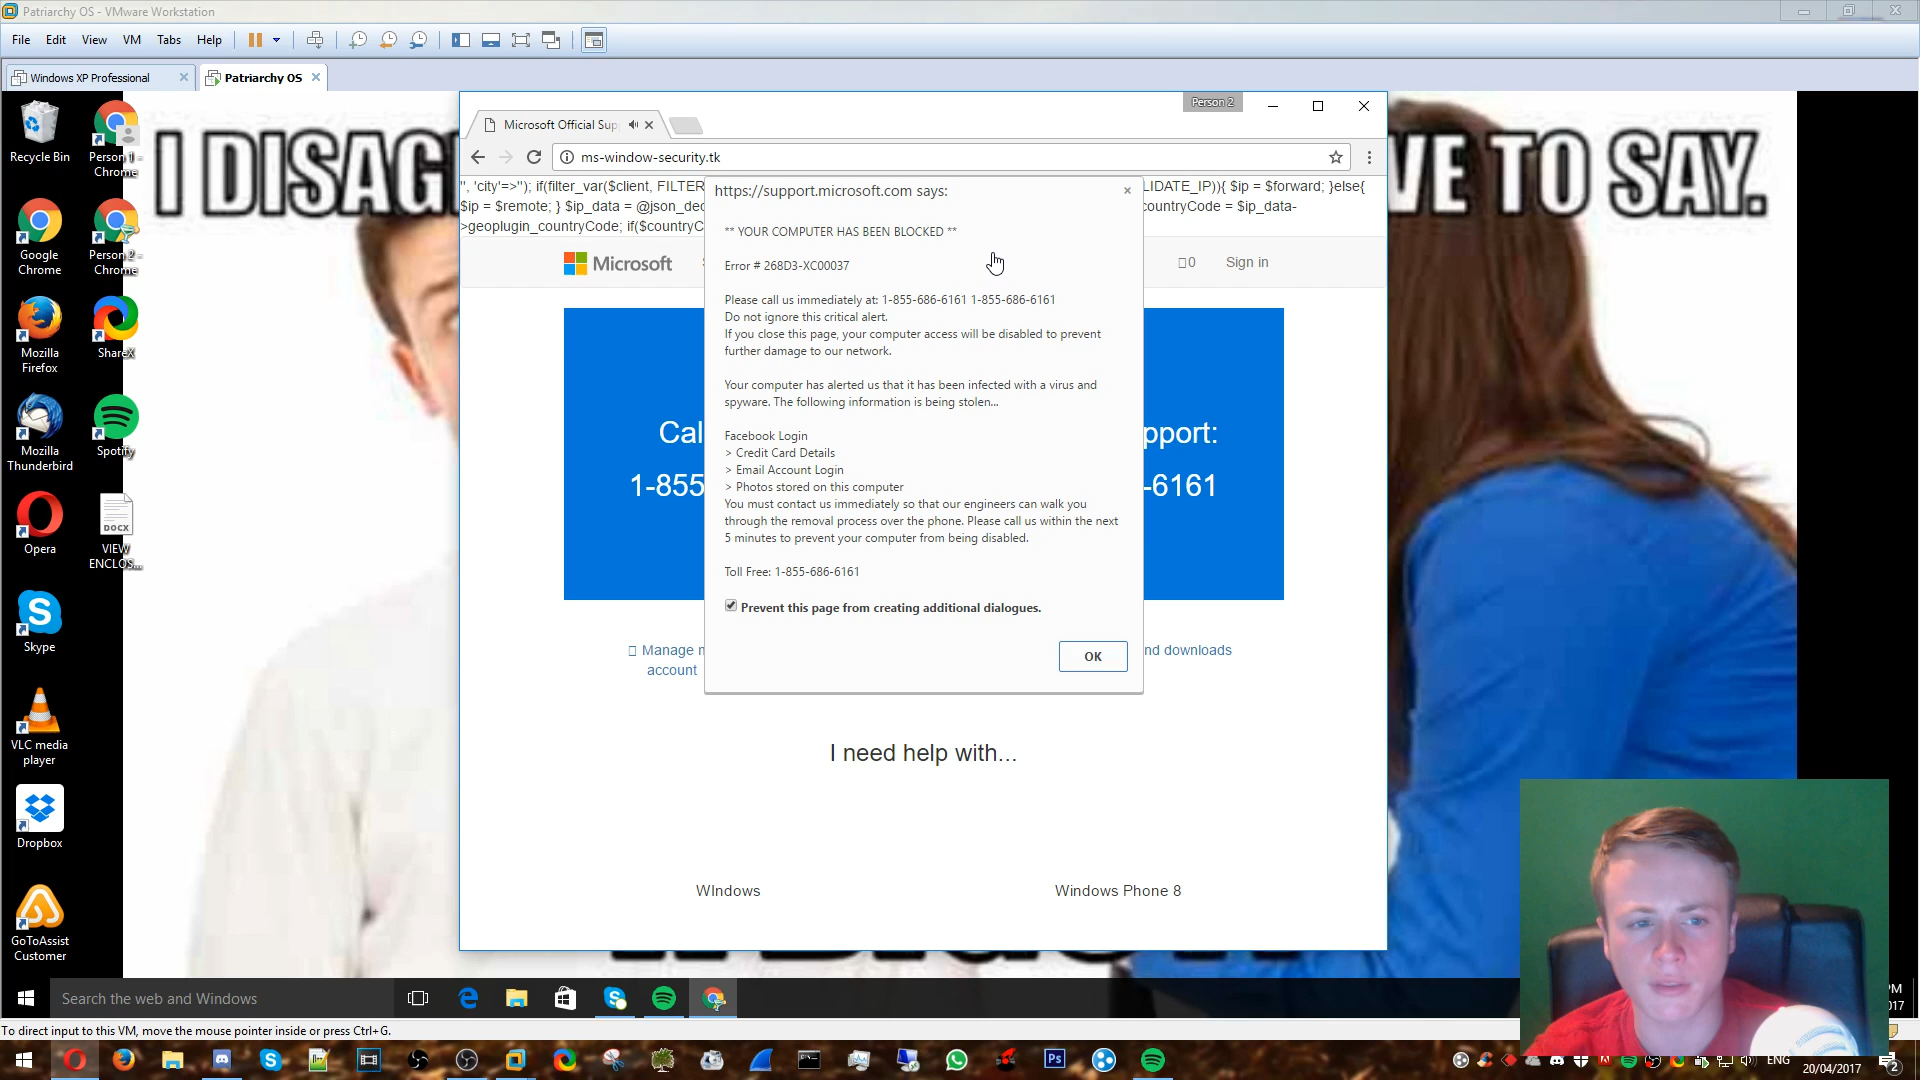 Patriarchy OS - VMware Workstation
File Edit View VM Tabs Help
Windows XP Professional
Patriarchy OS
I DISAG
VE TO SAY.
Recycle Bin
Person 1 - Chrome
Google Chrome
Person 2 - Chrome
Mozilla Firefox
ShareX
Mozilla Thunderbird
Spotify
Opera
DOCX
VIEW ENCLOS...
Skype
VLC media player
Dropbox
GoToAssist Customer
Person 2
Microsoft Official Sup
ms-window-security.tk
", 'city'=>''); if(filter_var($client, FILTER
LIDATE_IP)){ $ip = $forward; }else{
$ip = $remote; } $ip_data = @json_dec
countryCode = $ip_data-
>geoplugin_countryCode; if($countryC
Microsoft
0
Sign in
https://support.microsoft.com says:
** YOUR COMPUTER HAS BEEN BLOCKED **
Error # 268D3-XC00037
Please call us immediately at: 1-855-686-6161 1-855-686-6161
Do not ignore this critical alert.
If you close this page, your computer access will be disabled to prevent
further damage to our network.
Your computer has alerted us that it has been infected with a virus and
spyware. The following information is being stolen...
Facebook Login
> Credit Card Details
> Email Account Login
> Photos stored on this computer
You must contact us immediately so that our engineers can walk you
through the removal process over the phone. Please call us within the next
5 minutes to prevent your computer from being disabled.
Toll Free: 1-855-686-6161
Prevent this page from creating additional dialogues.
OK
Cal
pport:
1-855
-6161
Manage m
account
nd downloads
I need help with...
WIndows
Windows Phone 8
Search the web and Windows
PM
017
To direct input to this VM, move the mouse pointer inside or press Ctrl+G.
Ps
ENG
20/04/2017
2